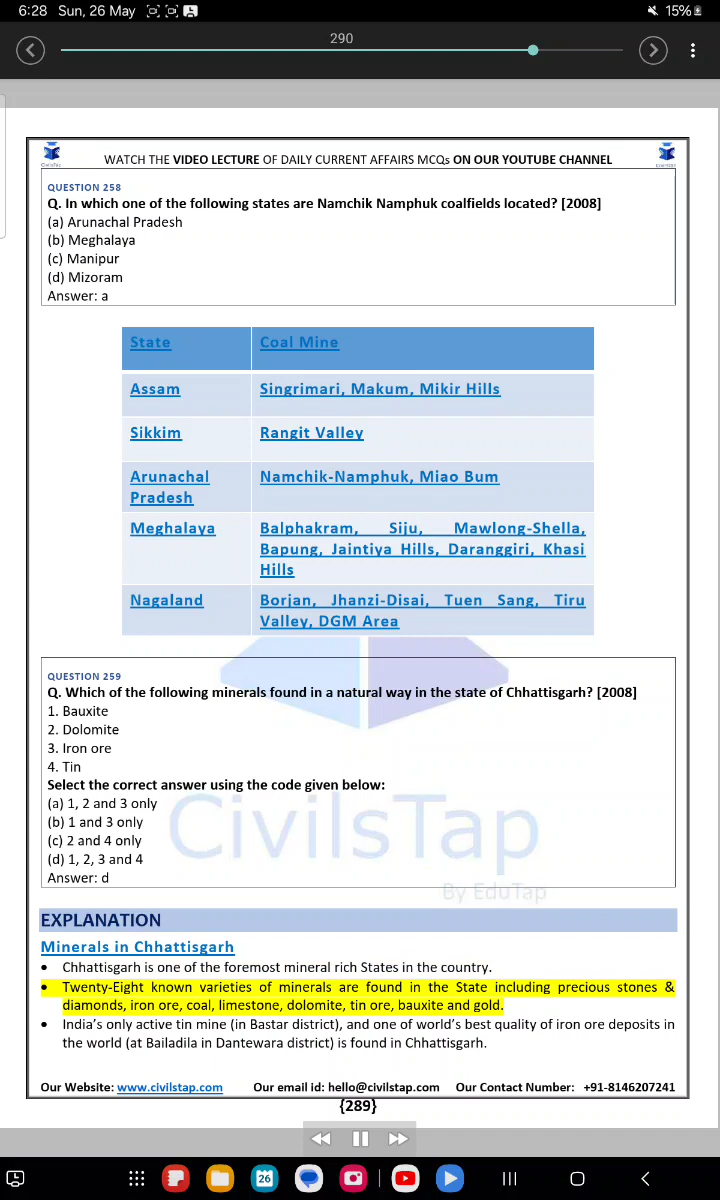 6:28 Sun, 26 May
15%
290
WATCH THE VIDEO LECTURE OF DAILY CURRENT AFFAIRS MCQs ON OUR YOUTUBE CHANNEL
QUESTION 258
Q. In which one of the following states are Namchik Namphuk coalfields located? [2008]
(a) Arunachal Pradesh
(b) Meghalaya
(c) Manipur
(d) Mizoram
Answer: a
State Coal Mine
Assam Singrimari, Makum, Mikir Hills
Sikkim Rangit Valley
Arunachal Pradesh Namchik-Namphuk, Miao Bum
Meghalaya Balphakram, Siju, Mawlong-Shella,
Bapung, Jaintiya Hills, Daranggiri, Khasi
Hills
Nagaland Borjan, Jhanzi-Disai, Tuen Sang, Tiru
Valley, DGM Area
QUESTION 259
Q. Which of the following minerals found in a natural way in the state of Chhattisgarh? [2008]
1. Bauxite
2. Dolomite
3. Iron ore
4. Tin
Select the correct answer using the code given below:
(a) 1, 2 and 3 only
(b) 1 and 3 only
(c) 2 and 4 only
(d) 1, 2, 3 and 4
Answer: d
CivilsTap
By EduTap
EXPLANATION
Minerals in Chhattisgarh
• Chhattisgarh is one of the foremost mineral rich States in the country.
• Twenty-Eight known varieties of minerals are found in the State including precious stones &
diamonds, iron ore, coal, limestone, dolomite, tin ore, bauxite and gold.
• India's only active tin mine (in Bastar district), and one of world's best quality of iron ore deposits in
the world (at Bailadila in Dantewara district) is found in Chhattisgarh.
Our Website: www.civilstap.com Our email id: hello@civilstap.com Our Contact Number: +91-8146207241
{289}
26